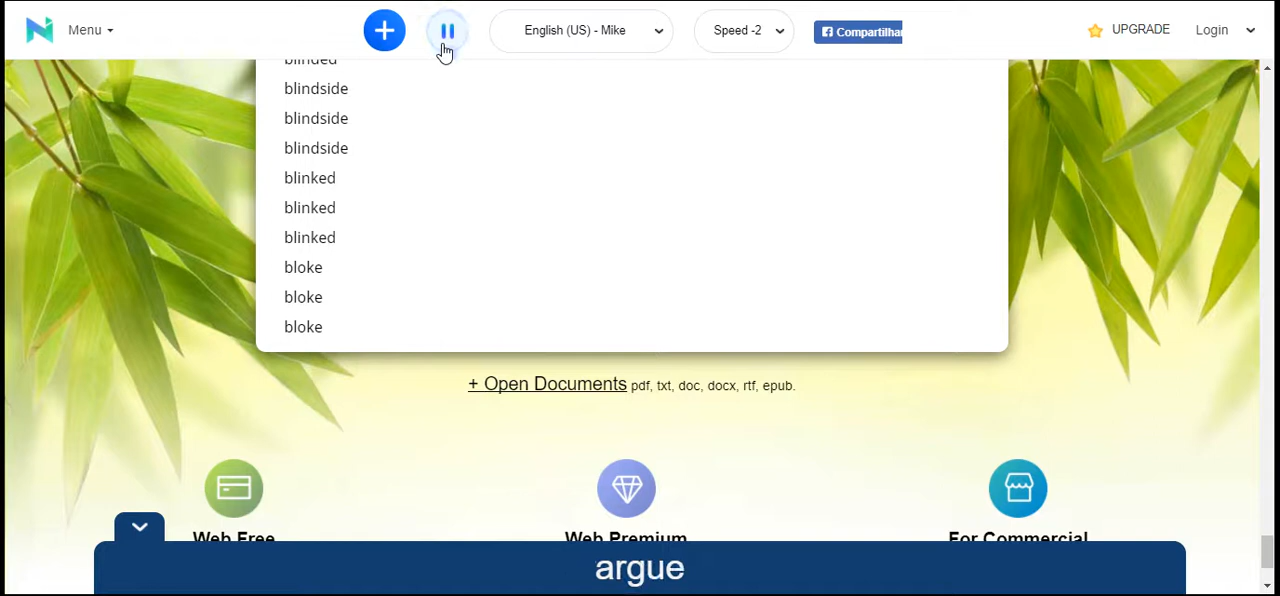 Menu
English (US) - Mike
Speed -2
Compartilhar
UPGRADE
Login
blinded
blindside
blindside
blindside
blinked
blinked
blinked
bloke
bloke
bloke
+ Open Documents pdf, txt, doc, docx, rtf, epub.
Web Free
Web Premium
For Commercial
argue